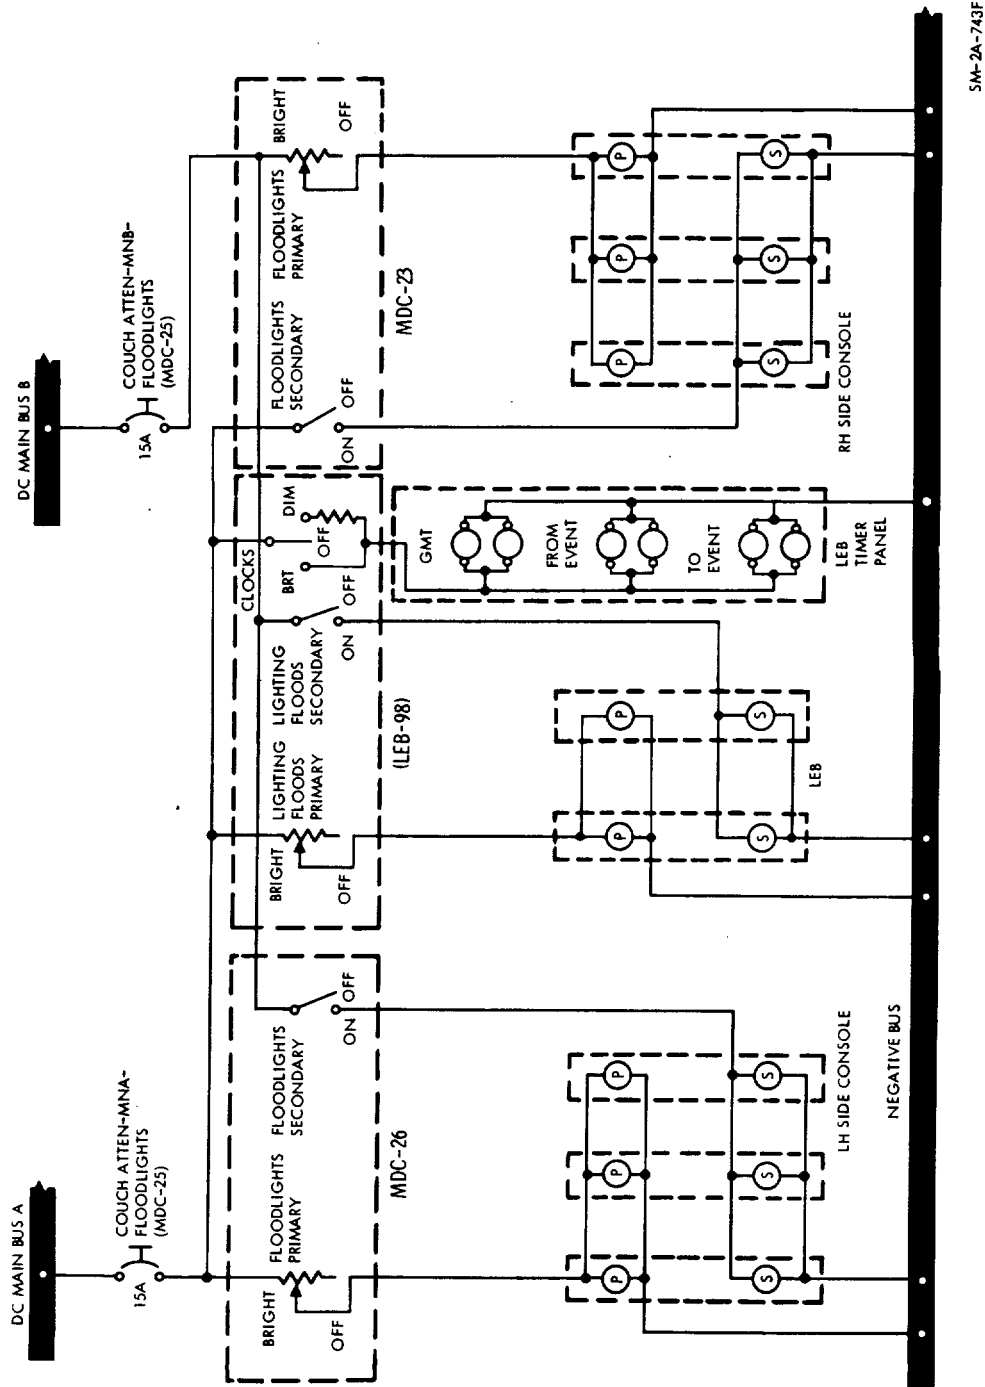 DC MAIN BUS A
COUCH ATTEN-MNA-
FLOODLIGHTS
(MDC-25)
15A
DC MAIN BUS B
COUCH ATTEN-MNB-
FLOODLIGHTS
(MDC-25)
15A
BRIGHT
OFF
FLOODLIGHTS
PRIMARY
FLOODLIGHTS
SECONDARY
ON
OFF
MDC-26
BRIGHT
OFF
LIGHTING
FLOODS
PRIMARY
LIGHTING
FLOODS
SECONDARY
ON
OFF
CLOCKS
BRT
OFF
DIM
(LEB-98)
FLOODLIGHTS
SECONDARY
ON
OFF
FLOODLIGHTS
PRIMARY
BRIGHT
OFF
MDC-23
GMT
FROM
EVENT
TO
EVENT
LEB
TIMER
PANEL
P
P
P
S
S
S
LH SIDE CONSOLE
P
P
S
S
LEB
P
P
P
S
S
S
RH SIDE CONSOLE
NEGATIVE BUS
SM-2A-743F